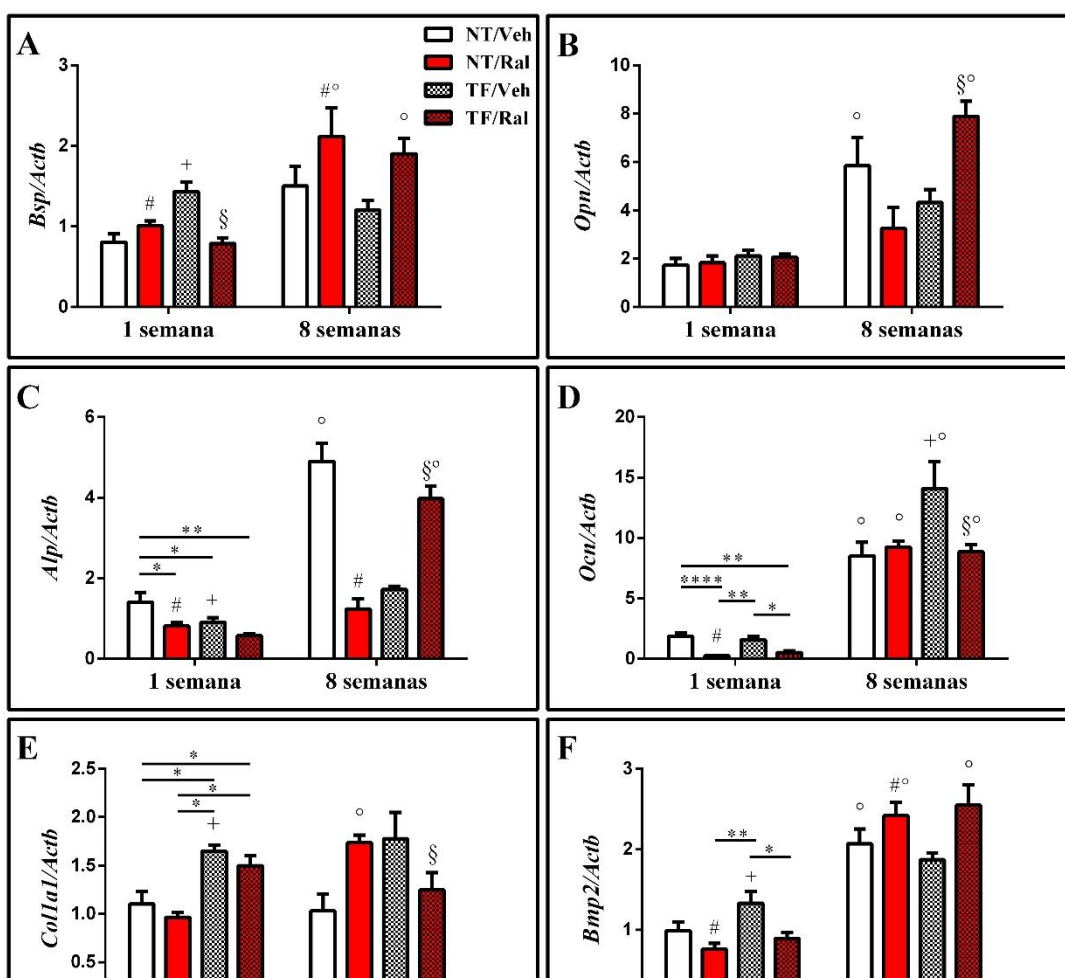 A
NT/Veh
NT/Ral
TF/Veh
TF/Ral
Bsp/Actb
3
2
1
0
#°
°
+
#
§
1 semana
8 semanas
B
Opn/Actb
10
8
6
4
2
0
°
§°
1 semana
8 semanas
C
Alp/Actb
6
4
2
0
**
*
*
#
+
°
#
§°
1 semana
8 semanas
D
Ocn/Actb
20
15
10
5
0
**
****
**
*
#
°
°
+°
§°
1 semana
8 semanas
E
Col1a1/Actb
2.5
2.0
1.5
1.0
0.5
*
*
*
*
+
°
§
F
Bmp2/Actb
3
2
1
**
*
#
+
°
#°
°